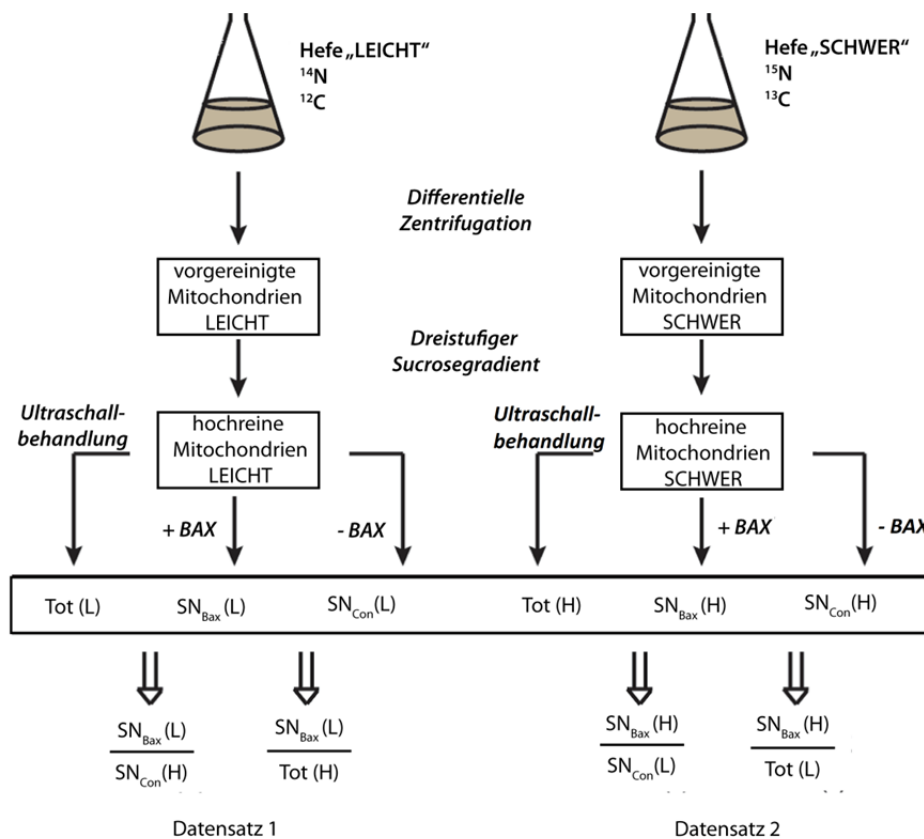 Hefe „LEICHT“
¹⁴N
¹²C
Hefe „SCHWER“
¹⁵N
¹³C
Differentielle
Zentrifugation
vorgereinigte
Mitochondrien
LEICHT
vorgereinigte
Mitochondrien
SCHWER
Dreistufiger
Sucrosegradient
Ultraschall-
behandlung
hochreine
Mitochondrien
LEICHT
Ultraschall-
behandlung
hochreine
Mitochondrien
SCHWER
+ BAX
- BAX
+ BAX
- BAX
Tot (L) SN_Bax(L) SN_Con(L) Tot (H) SN_Bax(H) SN_Con(H)
SN_Bax(L)
SN_Con(H)
SN_Bax(L)
Tot (H)
SN_Bax(H)
SN_Con(L)
SN_Bax(H)
Tot (L)
Datensatz 1
Datensatz 2